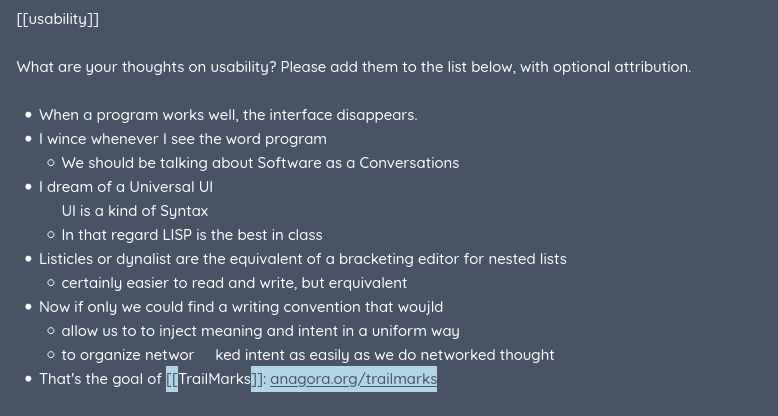 [[usability]]
What are your thoughts on usability? Please add them to the list below, with optional attribution.
When a program works well, the interface disappears.
I wince whenever I see the word program
We should be talking about Software as a Conversations
I dream of a Universal UI
UI is a kind of Syntax
In that regard LISP is the best in class
Listicles or dynalist are the equivalent of a bracketing editor for nested lists
certainly easier to read and write, but erquivalent
Now if only we could find a writing convention that woujld
allow us to to inject meaning and intent in a uniform way
to organize networ ked intent as easily as we do networked thought
That's the goal of [[TrailMarks]]: anagora.org/trailmarks